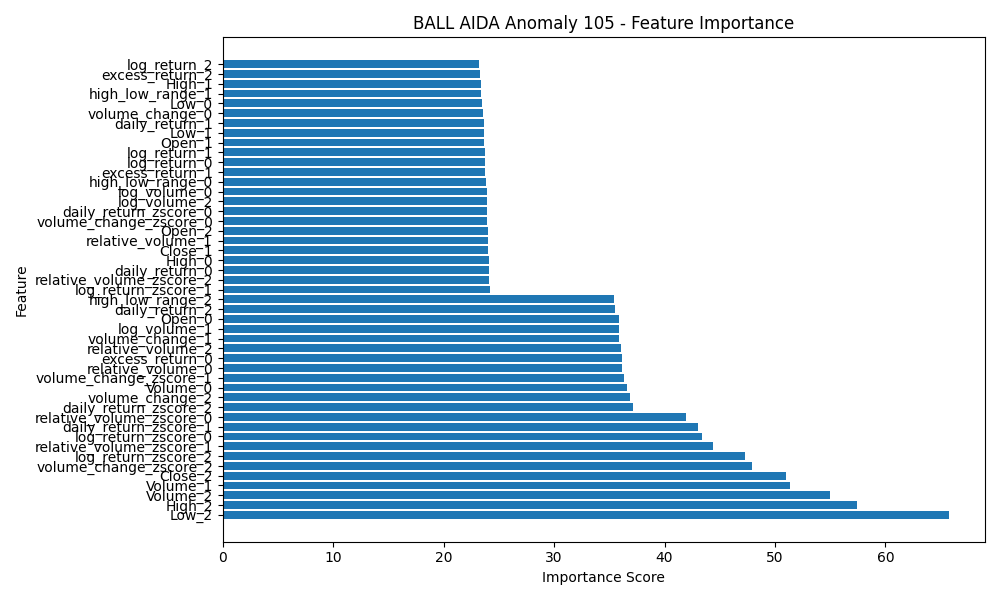 BALL AIDA Anomaly 105 - Feature Importance
log_return_2
excess_return_2
High_1
high_low_range_1
Low_0
volume_change_0
daily_return_1
Low_1
Open_1
log_return_1
log_return_0
excess_return_1
high_low_range_0
log_volume_0
log_volume_2
daily_return_zscore_0
volume_change_zscore_0
Open_2
relative_volume_1
Close_1
High_0
daily_return_0
relative_volume_zscore_2
log_return_zscore_1
high_low_range_2
daily_return_2
Open_0
log_volume_1
volume_change_1
relative_volume_2
excess_return_0
relative_volume_0
volume_change_zscore_1
Volume_0
volume_change_2
daily_return_zscore_2
relative_volume_zscore_0
daily_return_zscore_1
log_return_zscore_0
relative_volume_zscore_1
log_return_zscore_2
volume_change_zscore_2
Close_2
Volume_1
Volume_2
High_2
Low_2
Feature
0 10 20 30 40 50 60
Importance Score